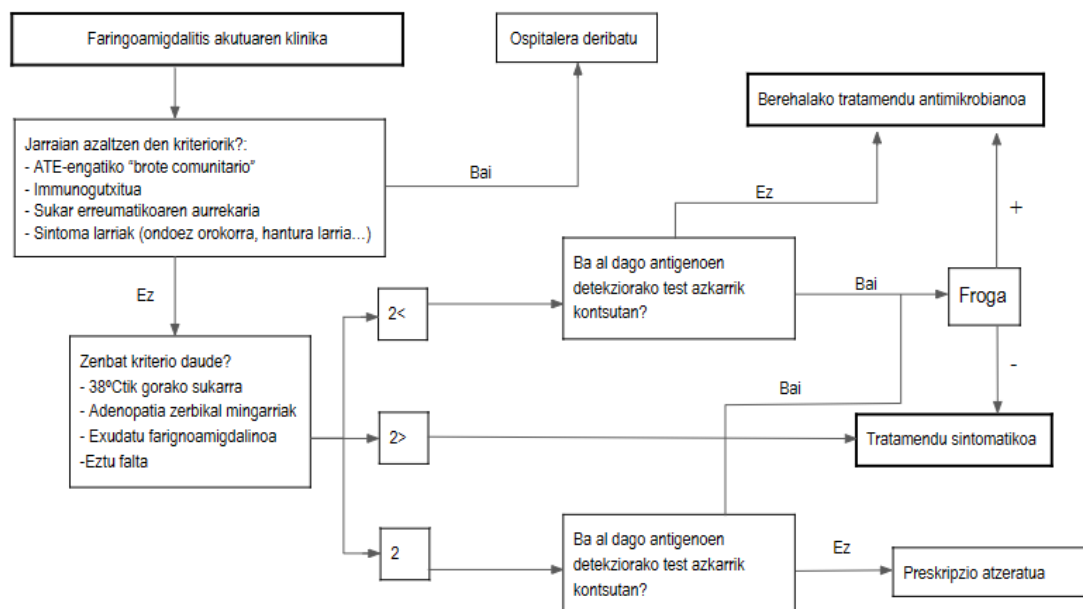 Faringoamigdalitis akutuaren klinika
Ospitalera deribatu
Berehalako tratamendu antimikrobianoa
Jarraian azaltzen den kriteriorik?:
- ATE-engatiko “brote comunitario”
- Immunogutxitua
- Sukar erreumatikoaren aurrekaria
- Sintoma larriak (ondoez orokorra, hantura larria…)
Bai
Ez
+
Ba al dago antigenoen
detekziorako test azkarrik
kontsutan?
Bai
Froga
Ez
2<
-
Zenbat kriterio daude?
- 38ºCtik gorako sukarra
- Adenopatia zerbikal mingarriak
- Exudatu farignoamigdalinoa
-Eztu falta
Bai
2>
Tratamendu sintomatikoa
2
Ba al dago antigenoen
detekziorako test azkarrik
kontsutan?
Ez
Preskripzio atzeratua